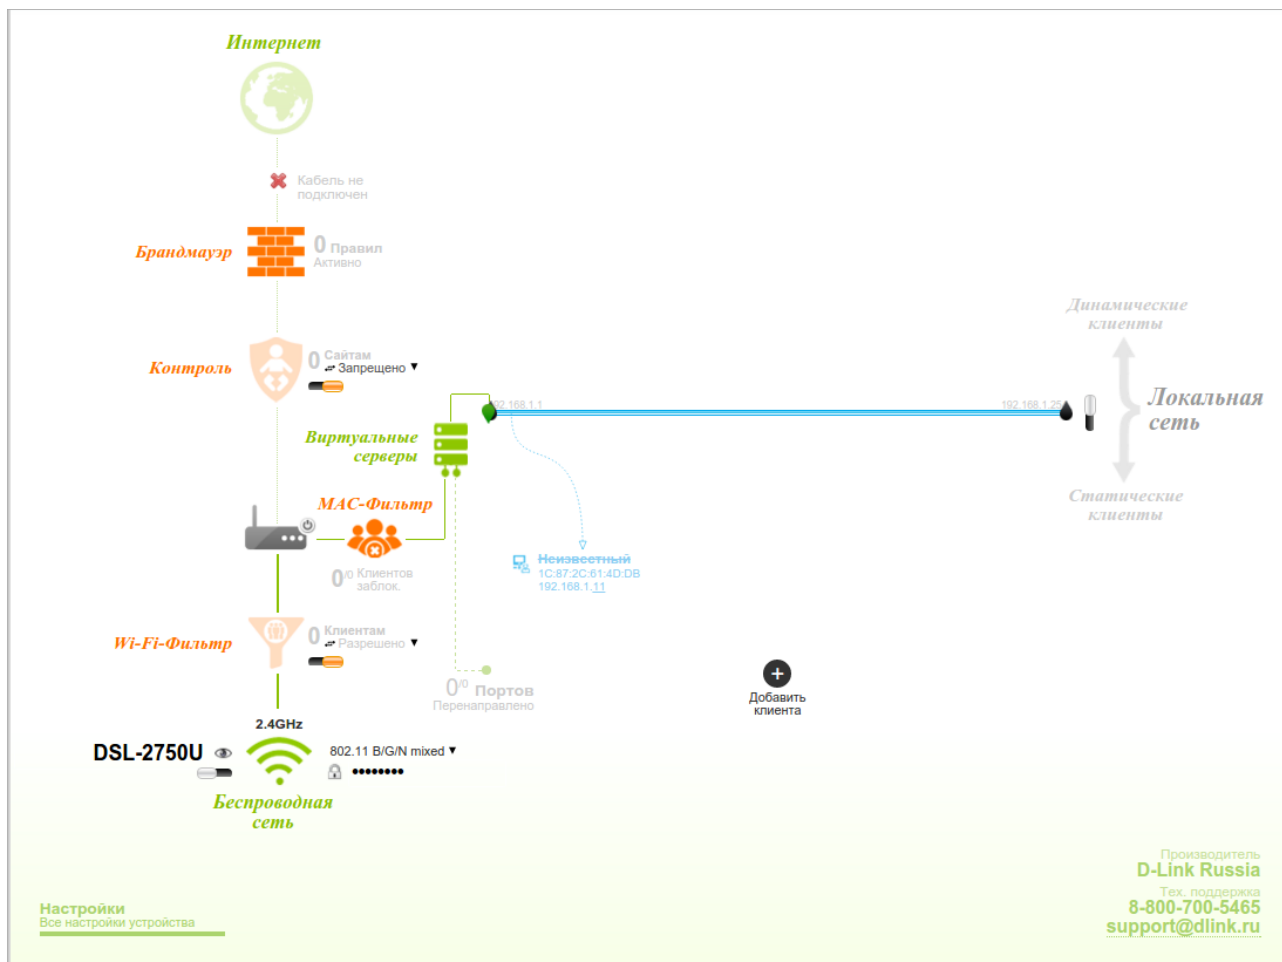 Интернет
Кабель не
подключен
Брандмауэр
0 Правил
Активно
Динамические
клиенты
Контроль
0 Сайтам
Запрещено
192.168.1.1
192.168.1.25
Локальная
сеть
Виртуальные
серверы
MAC-Фильтр
Статические
клиенты
Неизвестный
1C:87:2C:61:4D:DB
192.168.1.11
0/0 Клиентов
заблок.
Wi-Fi-Фильтр
0 Клиентам
Разрешено
0/0 Портов
Перенаправлено
Добавить
клиента
2.4GHz
DSL-2750U
802.11 B/G/N mixed
••••••••
Беспроводная
сеть
Производитель
D-Link Russia
Тех. поддержка
8-800-700-5465
support@dlink.ru
Настройки
Все настройки устройства